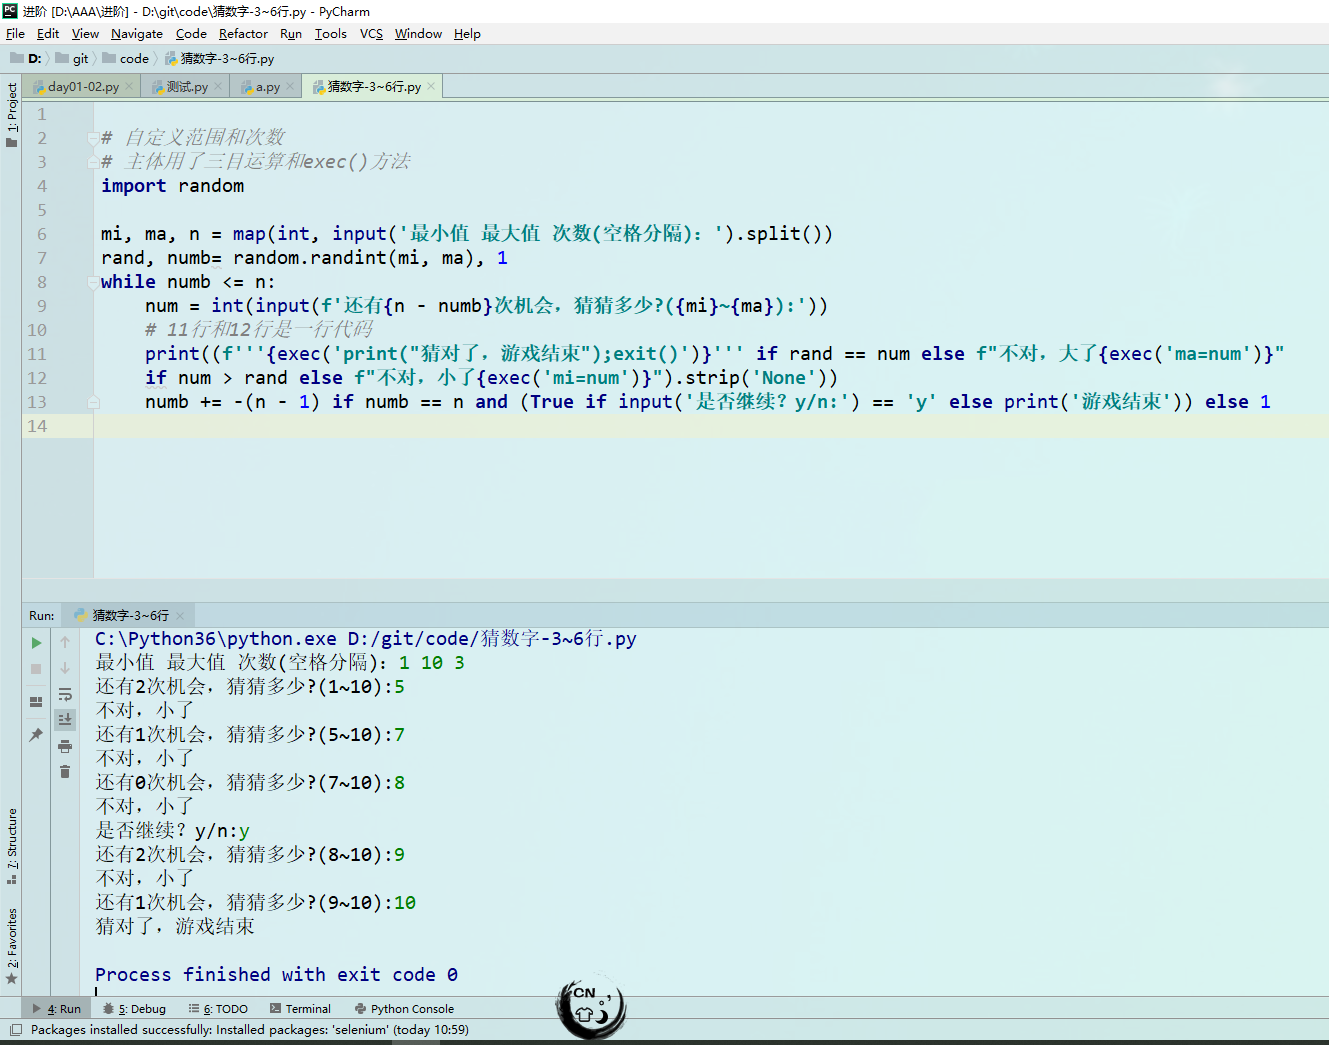 进阶 [D:\AAA\进阶] - D:\git\code\猜数字-3~6行.py - PyCharm
File Edit View Navigate Code Refactor Run Tools VCS Window Help
D: git code 猜数字-3~6行.py
day01-02.py 测试.py a.py 猜数字-3~6行.py
1: Project
1
2 # 自定义范围和次数
3 # 主体用了三目运算和exec()方法
4 import random
5
6 mi, ma, n = map(int, input('最小值 最大值 次数(空格分隔): ').split())
7 rand, numb= random.randint(mi, ma), 1
8 while numb <= n:
9 num = int(input(f'还有{n - numb}次机会，猜猜多少?({mi}~{ma}):'))
10 # 11行和12行是一行代码
11 print((f'''{exec('print("猜对了，游戏结束");exit()')}''' if rand == num else f"不对，大了{exec('ma=num')}"
12 if num > rand else f"不对，小了{exec('mi=num')}").strip('None'))
13 numb += -(n - 1) if numb == n and (True if input('是否继续? y/n:') == 'y' else print('游戏结束')) else 1
14
Run: 猜数字-3~6行
C:\Python36\python.exe D:/git/code/猜数字-3~6行.py
最小值 最大值 次数(空格分隔): 1 10 3
还有2次机会，猜猜多少?(1~10):5
不对，小了
还有1次机会，猜猜多少?(5~10):7
不对，小了
还有0次机会，猜猜多少?(7~10):8
不对，小了
是否继续? y/n:y
还有2次机会，猜猜多少?(8~10):9
不对，小了
还有1次机会，猜猜多少?(9~10):10
猜对了，游戏结束
Process finished with exit code 0
7: Structure
2: Favorites
4: Run 5: Debug 6: TODO Terminal Python Console
CN
Packages installed successfully: Installed packages: 'selenium' (today 10:59)